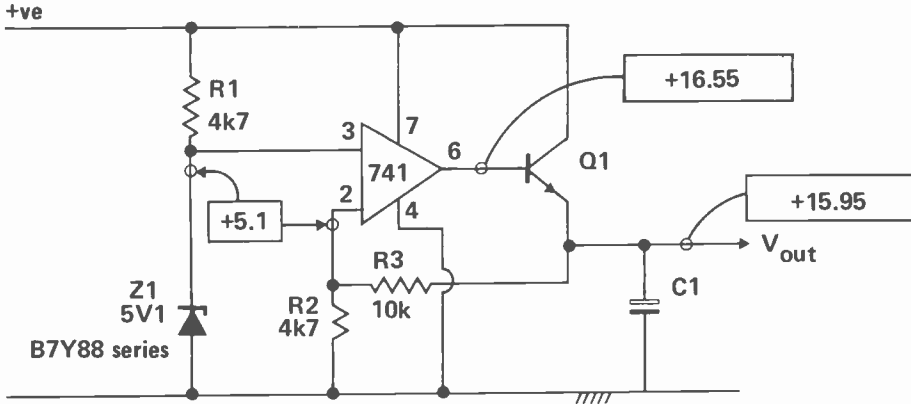 +ve
R1
4k7
3
7
741
6
+16.55
Q1
2
4
+5.1
+15.95
Vout
R3
10k
C1
Z1
5V1
R2
4k7
B7Y88 series